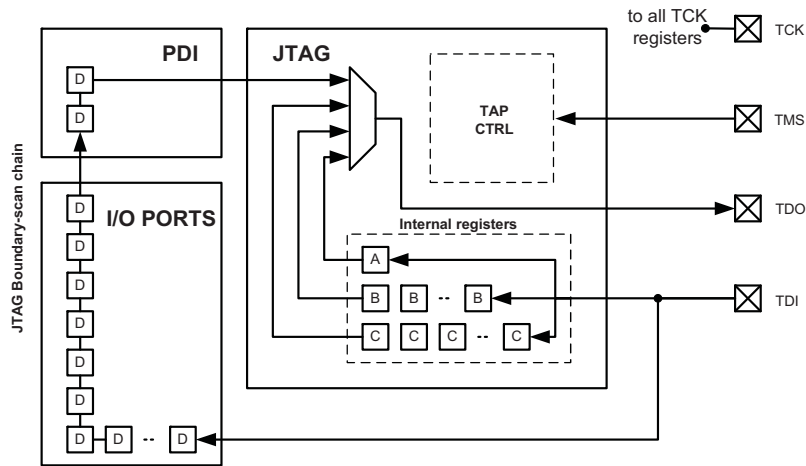 to all TCK
registers
TCK
PDI
JTAG
D
D
TAP
CTRL
TMS
JTAG Boundary-scan chain
I/O PORTS
D
D
D
D
D
D
D D -- D
TDO
Internal registers
A
B B -- B
C C C -- C
TDI